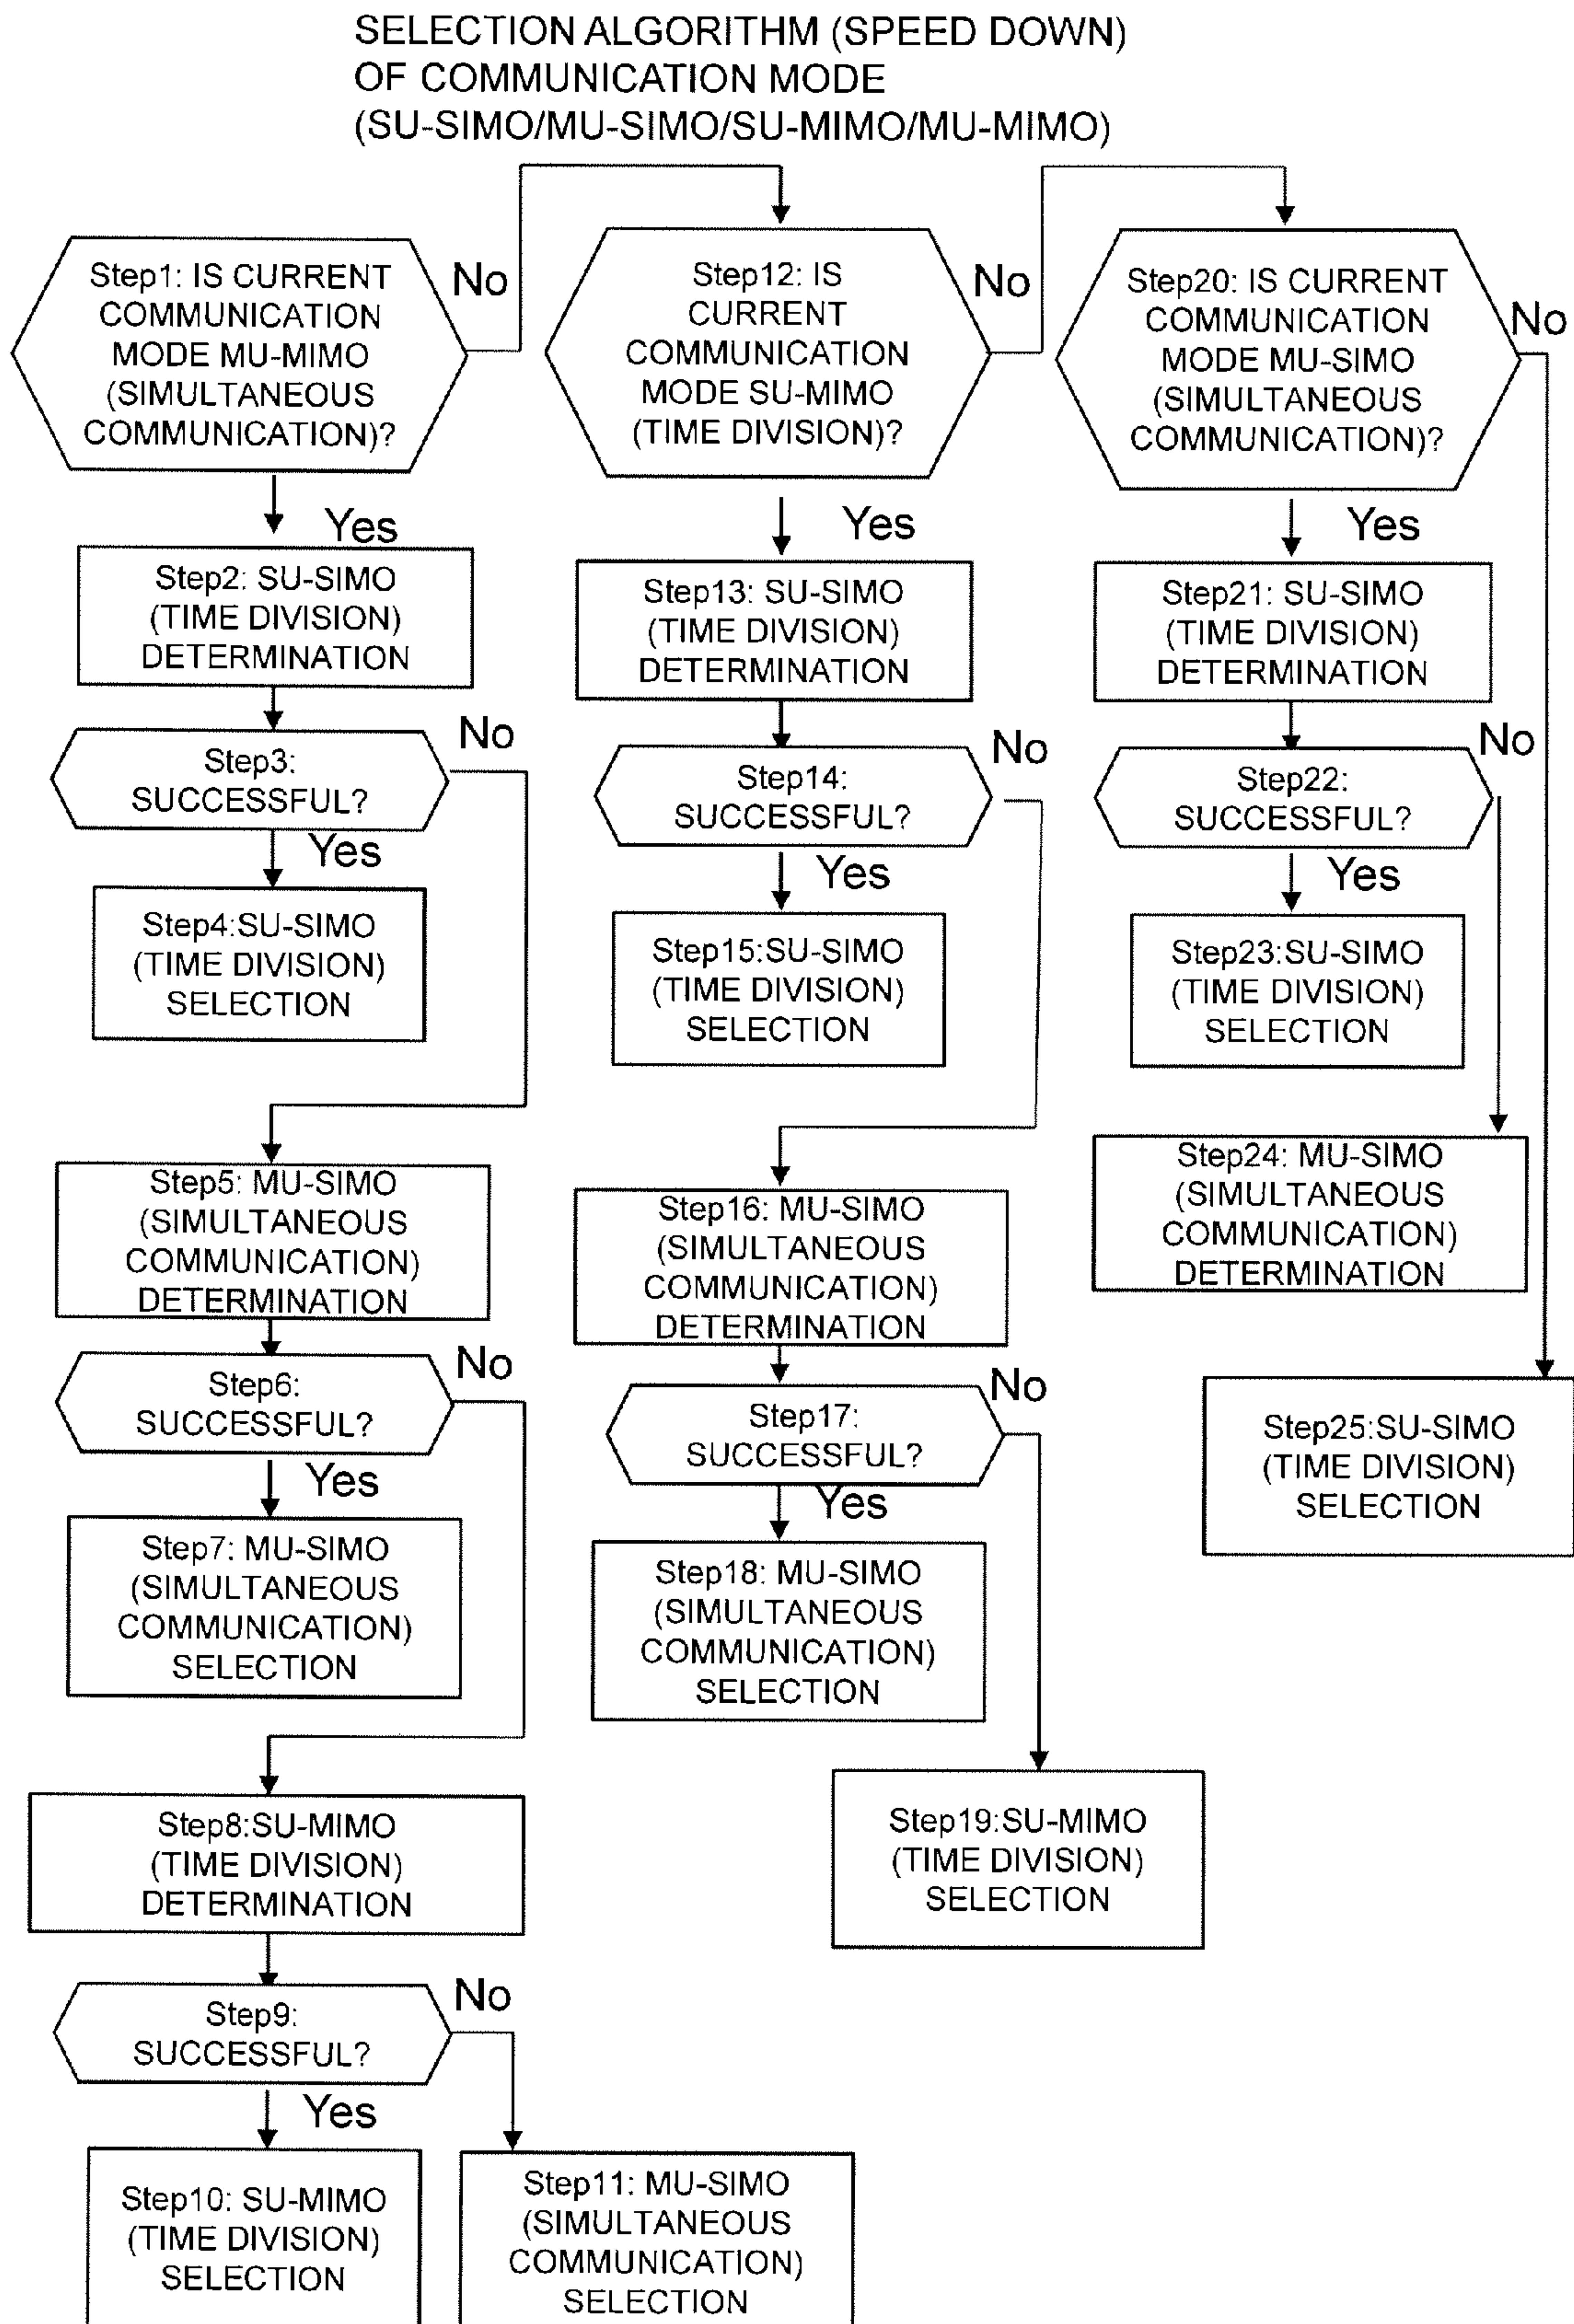 SELECTION ALGORITHM (SPEED DOWN)
OF COMMUNICATION MODE
(SU-SIMO/MU-SIMO/SU-MIMO/MU-MIMO)
Step1: IS CURRENT
COMMUNICATION
MODE MU-MIMO
(SIMULTANEOUS
COMMUNICATION)?
No
Yes
Step2: SU-SIMO
(TIME DIVISION)
DETERMINATION
Step3:
SUCCESSFUL?
No
Yes
Step4:SU-SIMO
(TIME DIVISION)
SELECTION
Step5: MU-SIMO
(SIMULTANEOUS
COMMUNICATION)
DETERMINATION
Step6:
SUCCESSFUL?
No
Yes
Step7: MU-SIMO
(SIMULTANEOUS
COMMUNICATION)
SELECTION
Step8:SU-MIMO
(TIME DIVISION)
DETERMINATION
Step9:
SUCCESSFUL?
No
Yes
Step10: SU-MIMO
(TIME DIVISION)
SELECTION
Step11: MU-SIMO
(SIMULTANEOUS
COMMUNICATION)
SELECTION
Step12: IS
CURRENT
COMMUNICATION
MODE SU-MIMO
(TIME DIVISION)?
No
Yes
Step13: SU-SIMO
(TIME DIVISION)
DETERMINATION
Step14:
SUCCESSFUL?
No
Yes
Step15:SU-SIMO
(TIME DIVISION)
SELECTION
Step16: MU-SIMO
(SIMULTANEOUS
COMMUNICATION)
DETERMINATION
Step17:
SUCCESSFUL?
No
Yes
Step18: MU-SIMO
(SIMULTANEOUS
COMMUNICATION)
SELECTION
Step19:SU-MIMO
(TIME DIVISION)
SELECTION
Step20: IS CURRENT
COMMUNICATION
MODE MU-SIMO
(SIMULTANEOUS
COMMUNICATION)?
No
Yes
Step21: SU-SIMO
(TIME DIVISION)
DETERMINATION
Step22:
SUCCESSFUL?
No
Yes
Step23:SU-SIMO
(TIME DIVISION)
SELECTION
Step24: MU-SIMO
(SIMULTANEOUS
COMMUNICATION)
DETERMINATION
Step25:SU-SIMO
(TIME DIVISION)
SELECTION